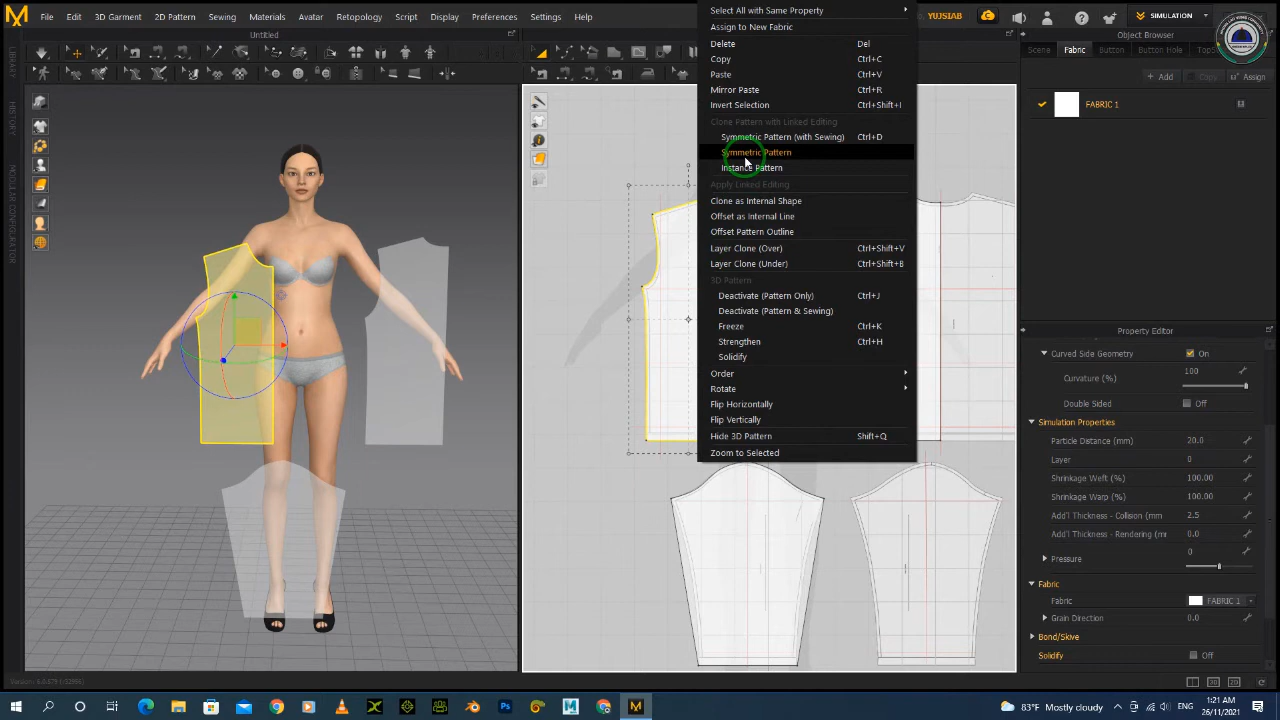 File
Edit
3D Garment
2D Pattern
Sewing
Materials
Avatar
Retopology
Script
Display
Preferences
Settings
Help
YUJSIAB
SIMULATION
Untitled
Object Browser
Scene
Fabric
Button
Button Hole
TopS
Add
Copy
Assign
FABRIC 1
LIBRARY
HISTORY
MODULAR CONFIGURATOR
Select All with Same Property
Assign to New Fabric
Delete Del
Copy Ctrl+C
Paste Ctrl+V
Mirror Paste Ctrl+R
Invert Selection Ctrl+Shift+I
Clone Pattern with Linked Editing
Symmetric Pattern (with Sewing) Ctrl+D
Symmetric Pattern
Instance Pattern
Apply Linked Editing
Clone as Internal Shape
Offset as Internal Line
Offset Pattern Outline
Layer Clone (Over) Ctrl+Shift+V
Layer Clone (Under) Ctrl+Shift+B
3D Pattern
Deactivate (Pattern Only) Ctrl+J
Deactivate (Pattern & Sewing)
Freeze Ctrl+K
Strengthen Ctrl+H
Solidify
Order
Rotate
Flip Horizontally
Flip Vertically
Hide 3D Pattern Shift+Q
Zoom to Selected
Property Editor
Curved Side Geometry On
Curvature (%) 100
Double Sided Off
Simulation Properties
Particle Distance (mm) 20.0
Layer 0
Shrinkage Weft (%) 100.00
Shrinkage Warp (%) 100.00
Add'l Thickness - Collision (mm 2.5
Add'l Thickness - Rendering (mr 0.0
Pressure 0
Fabric
Fabric FABRIC 1
Grain Direction 0.0
Bond/Skive
Solidify Off
3D
2D
83°F Mostly cloudy
1:21 AM
26/11/2021